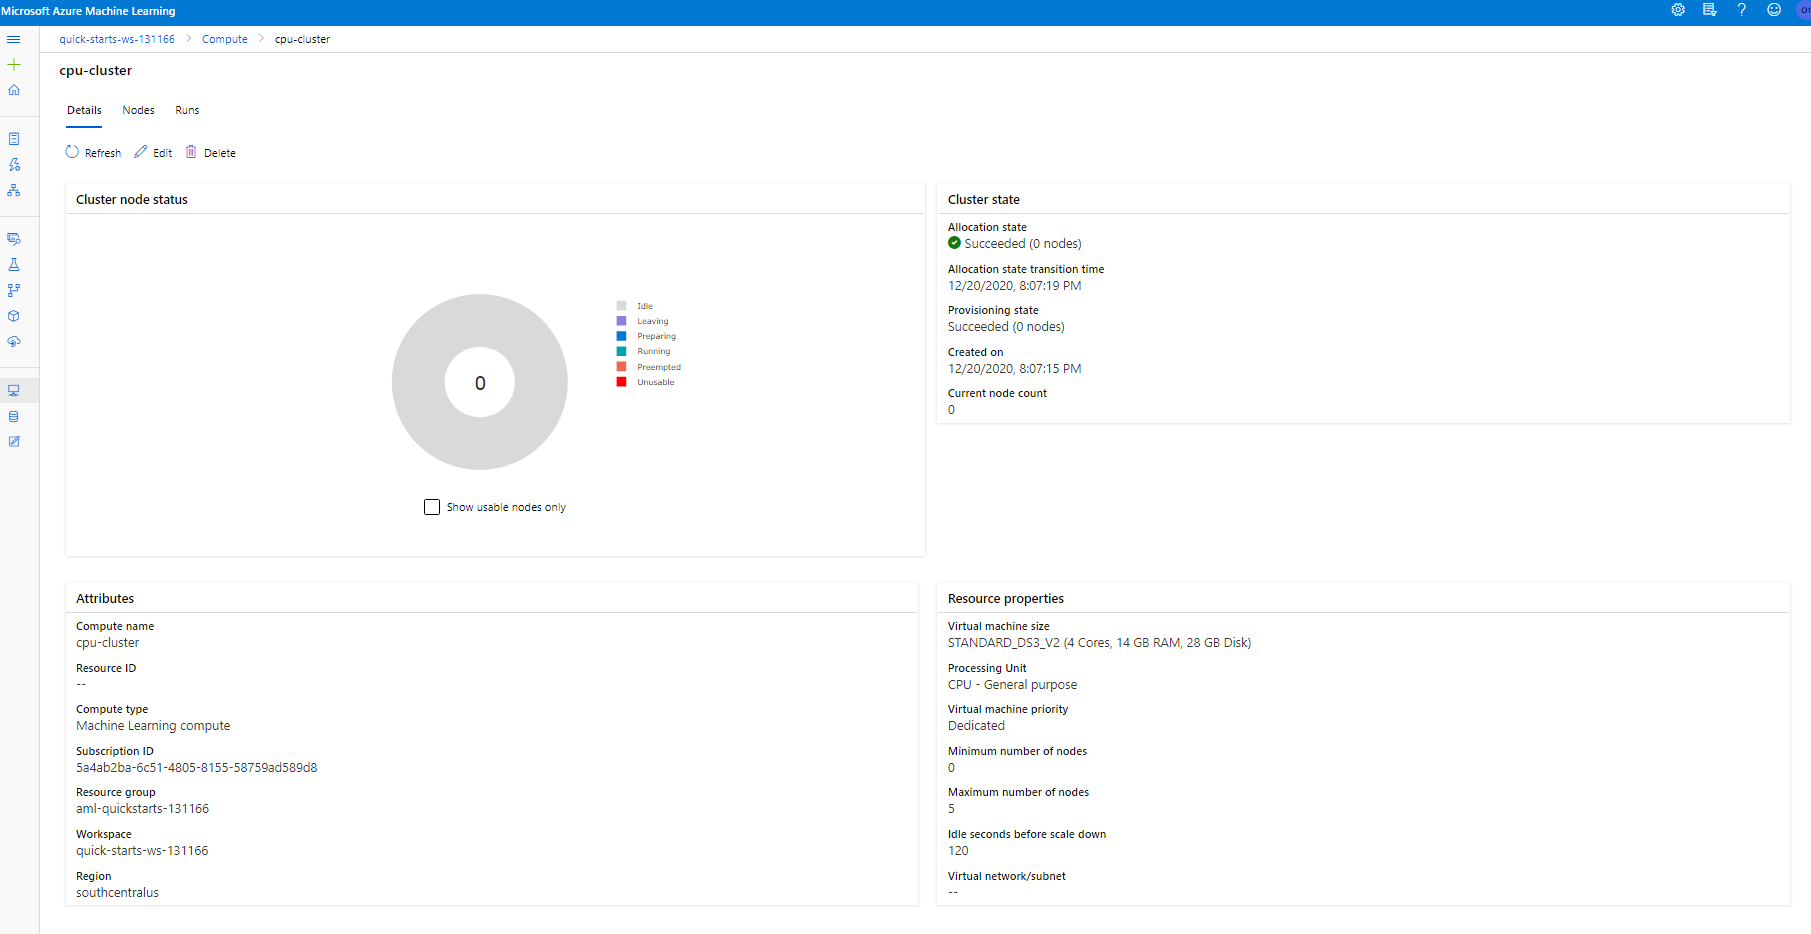 Microsoft Azure Machine Learning
quick-starts-ws-131166 > Compute > cpu-cluster
cpu-cluster
Details Nodes Runs
Refresh Edit Delete
Cluster node status
0
Idle
Leaving
Preparing
Running
Preempted
Unusable
Show usable nodes only
Cluster state
Allocation state
Succeeded (0 nodes)
Allocation state transition time
12/20/2020, 8:07:19 PM
Provisioning state
Succeeded (0 nodes)
Created on
12/20/2020, 8:07:15 PM
Current node count
0
Attributes
Compute name
cpu-cluster
Resource ID
--
Compute type
Machine Learning compute
Subscription ID
5a4ab2ba-6c51-4805-8155-58759ad589d8
Resource group
aml-quickstarts-131166
Workspace
quick-starts-ws-131166
Region
southcentralus
Resource properties
Virtual machine size
STANDARD_DS3_V2 (4 Cores, 14 GB RAM, 28 GB Disk)
Processing Unit
CPU - General purpose
Virtual machine priority
Dedicated
Minimum number of nodes
0
Maximum number of nodes
5
Idle seconds before scale down
120
Virtual network/subnet
--